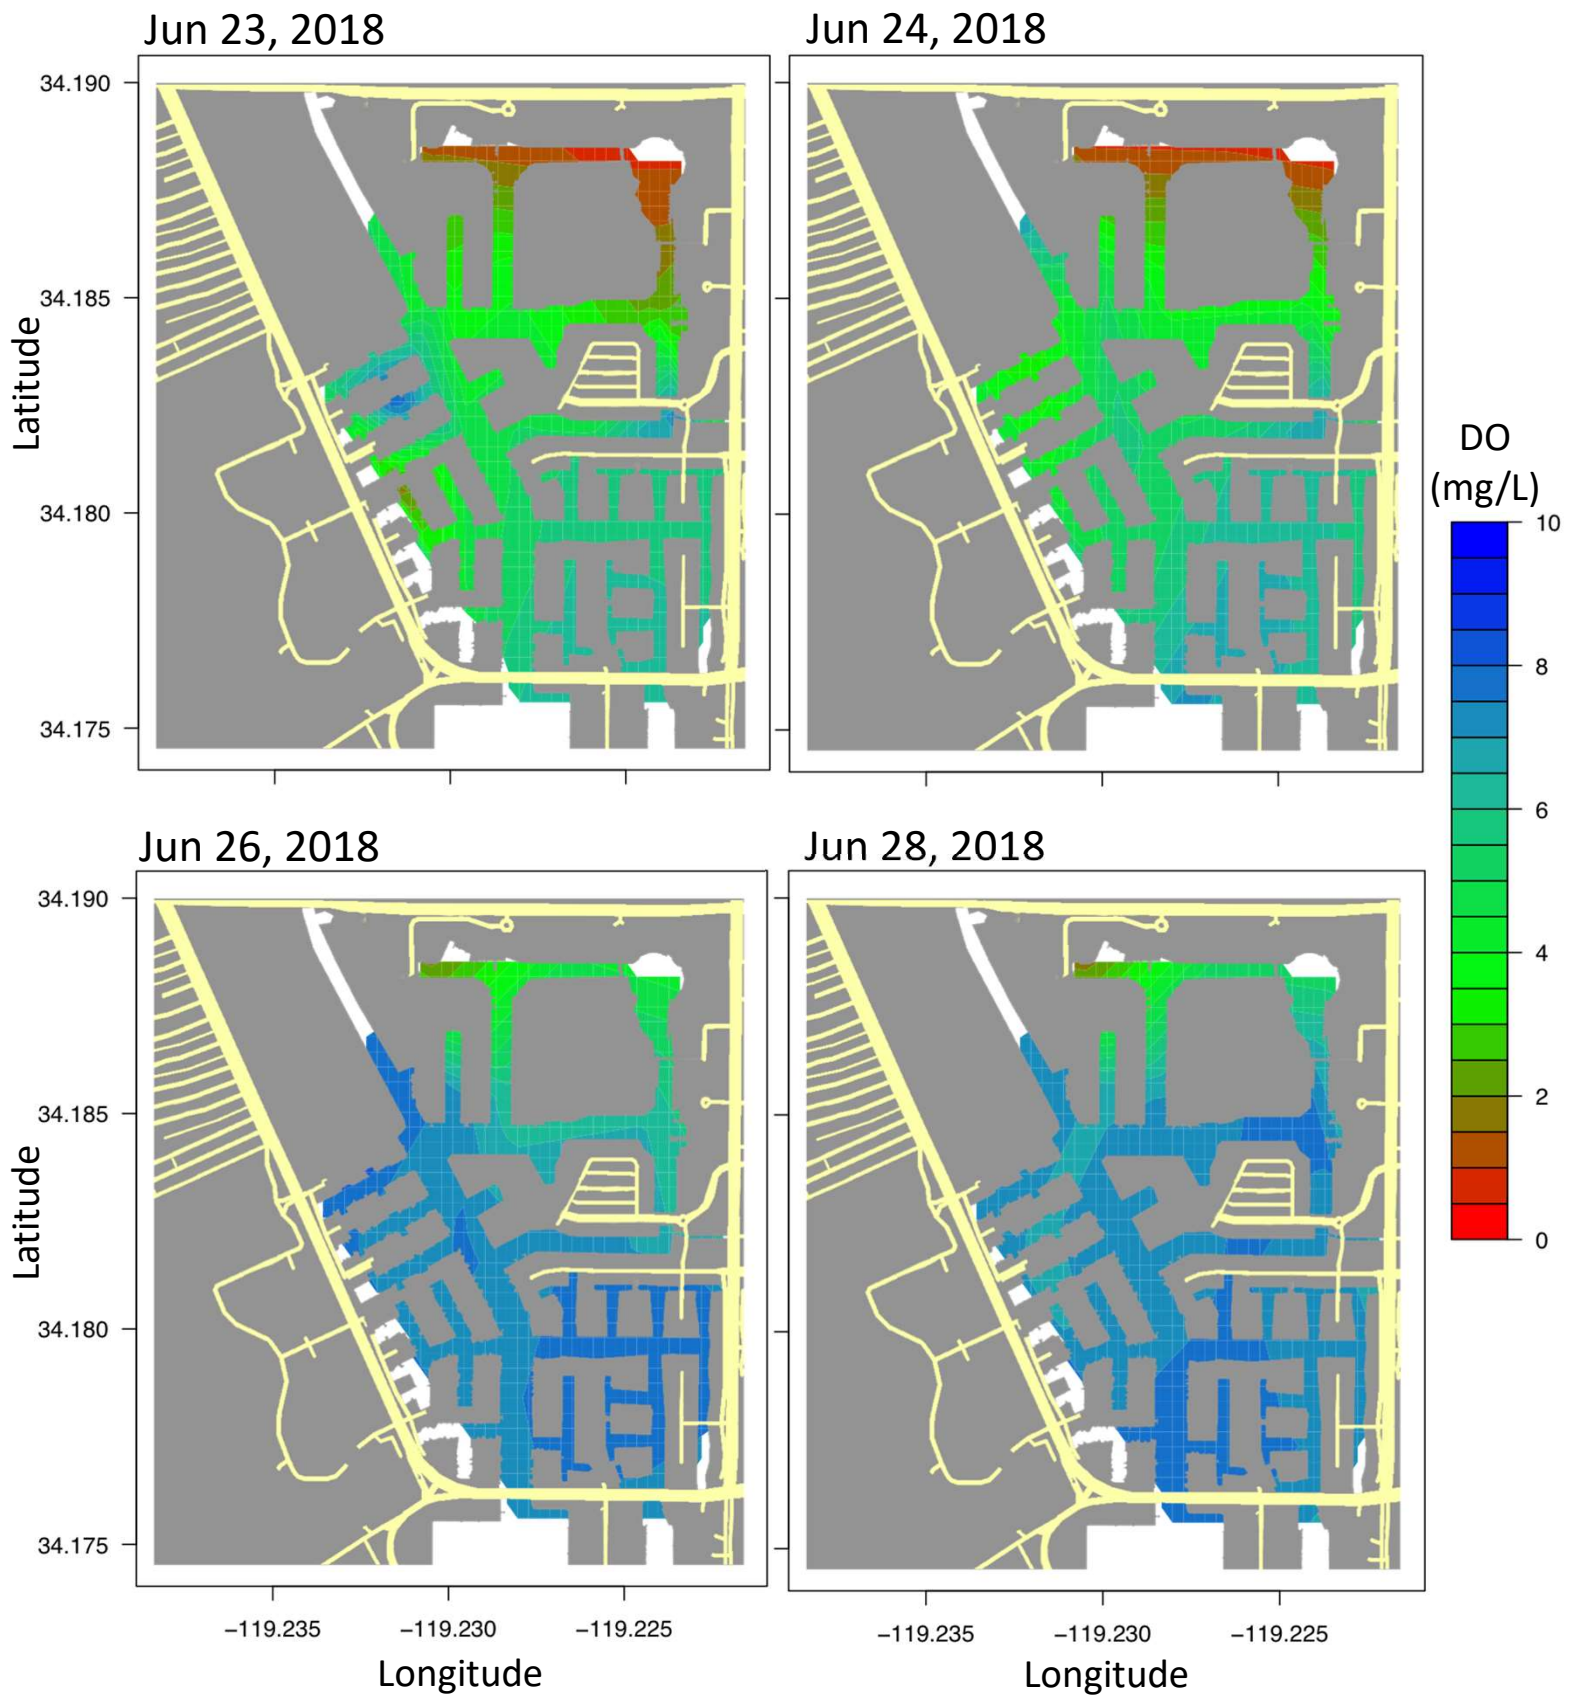 Jun 23, 2018
Jun 24, 2018
34.190
34.185
34.180
34.175
Latitude
DO
(mg/L)
10
8
6
4
2
0
Jun 26, 2018
Jun 28, 2018
34.190
34.185
34.180
34.175
Latitude
−119.235
−119.230
−119.225
−119.235
−119.230
−119.225
Longitude
Longitude